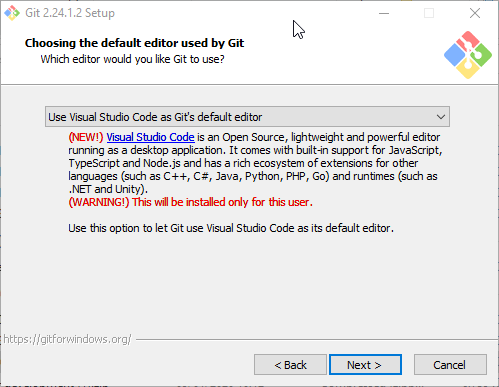 Git 2.24.1.2 Setup
Choosing the default editor used by Git
Which editor would you like Git to use?
Use Visual Studio Code as Git's default editor
(NEW!) Visual Studio Code is an Open Source, lightweight and powerful editor
running as a desktop application. It comes with built-in support for JavaScript,
TypeScript and Node.js and has a rich ecosystem of extensions for other
languages (such as C++, C#, Java, Python, PHP, Go) and runtimes (such as
.NET and Unity).
(WARNING!) This will be installed only for this user.
Use this option to let Git use Visual Studio Code as its default editor.
https://gitforwindows.org/
< Back
Next >
Cancel